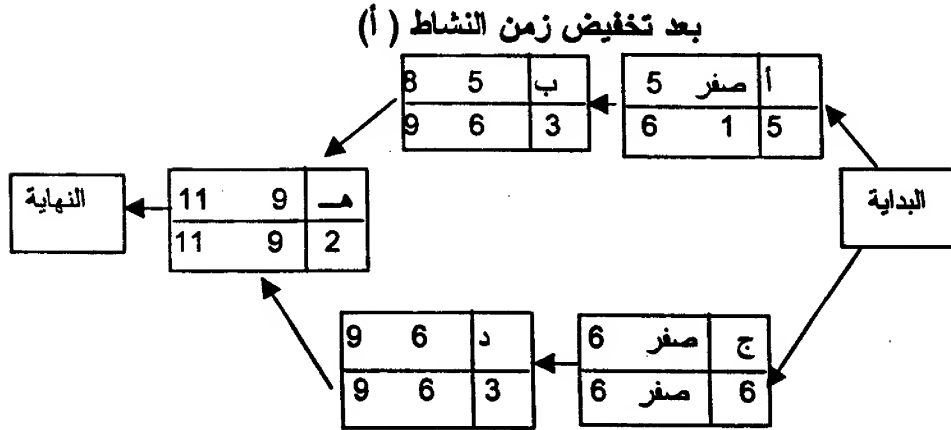 بعد تخفيض زمن النشاط ( أ )
أ صفر 5
5 1 6
ب 5 8
3 6 9
البداية
هـ 9 11
2 9 11
النهاية
ج صفر 6
6 صفر 6
د 6 9
3 6 9